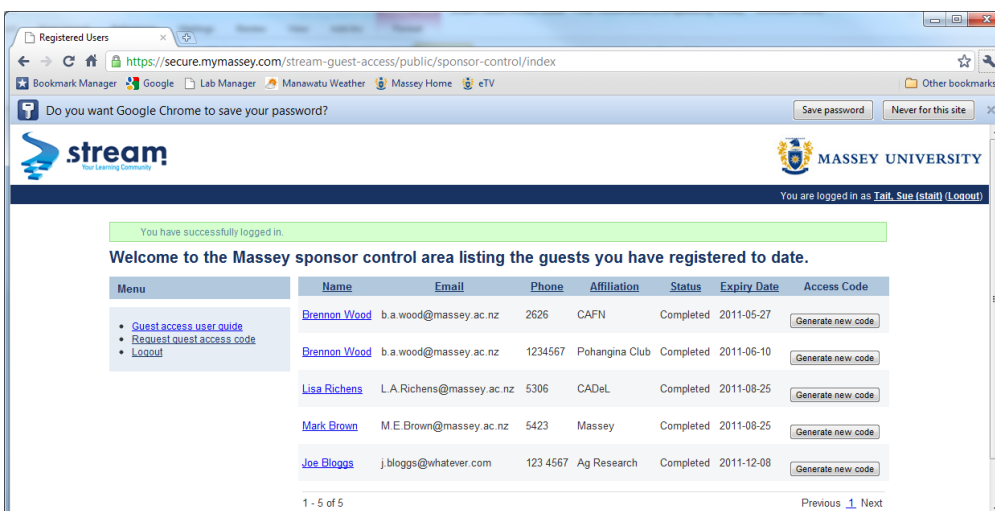 Registered Users
https://secure.mymassey.com/stream-guest-access/public/sponsor-control/index
Bookmark Manager Google Lab Manager Manawatu Weather Massey Home eTV Other bookmarks
Do you want Google Chrome to save your password? Save password Never for this site
stream
Your Learning Community
MASSEY UNIVERSITY
You are logged in as Tait, Sue (stait) (Logout)
You have successfully logged in.
Welcome to the Massey sponsor control area listing the guests you have registered to date.
Menu
Guest access user guide
Request guest access code
Logout
Name Email Phone Affiliation Status Expiry Date Access Code
Brennon Wood b.a.wood@massey.ac.nz 2626 CAFN Completed 2011-05-27 Generate new code
Brennon Wood b.a.wood@massey.ac.nz 1234567 Pohangina Club Completed 2011-06-10 Generate new code
Lisa Richens L.A.Richens@massey.ac.nz 5306 CADeL Completed 2011-08-25 Generate new code
Mark Brown M.E.Brown@massey.ac.nz 5423 Massey Completed 2011-08-25 Generate new code
Joe Bloggs j.bloggs@whatever.com 123 4567 Ag Research Completed 2011-12-08 Generate new code
1 - 5 of 5 Previous 1 Next